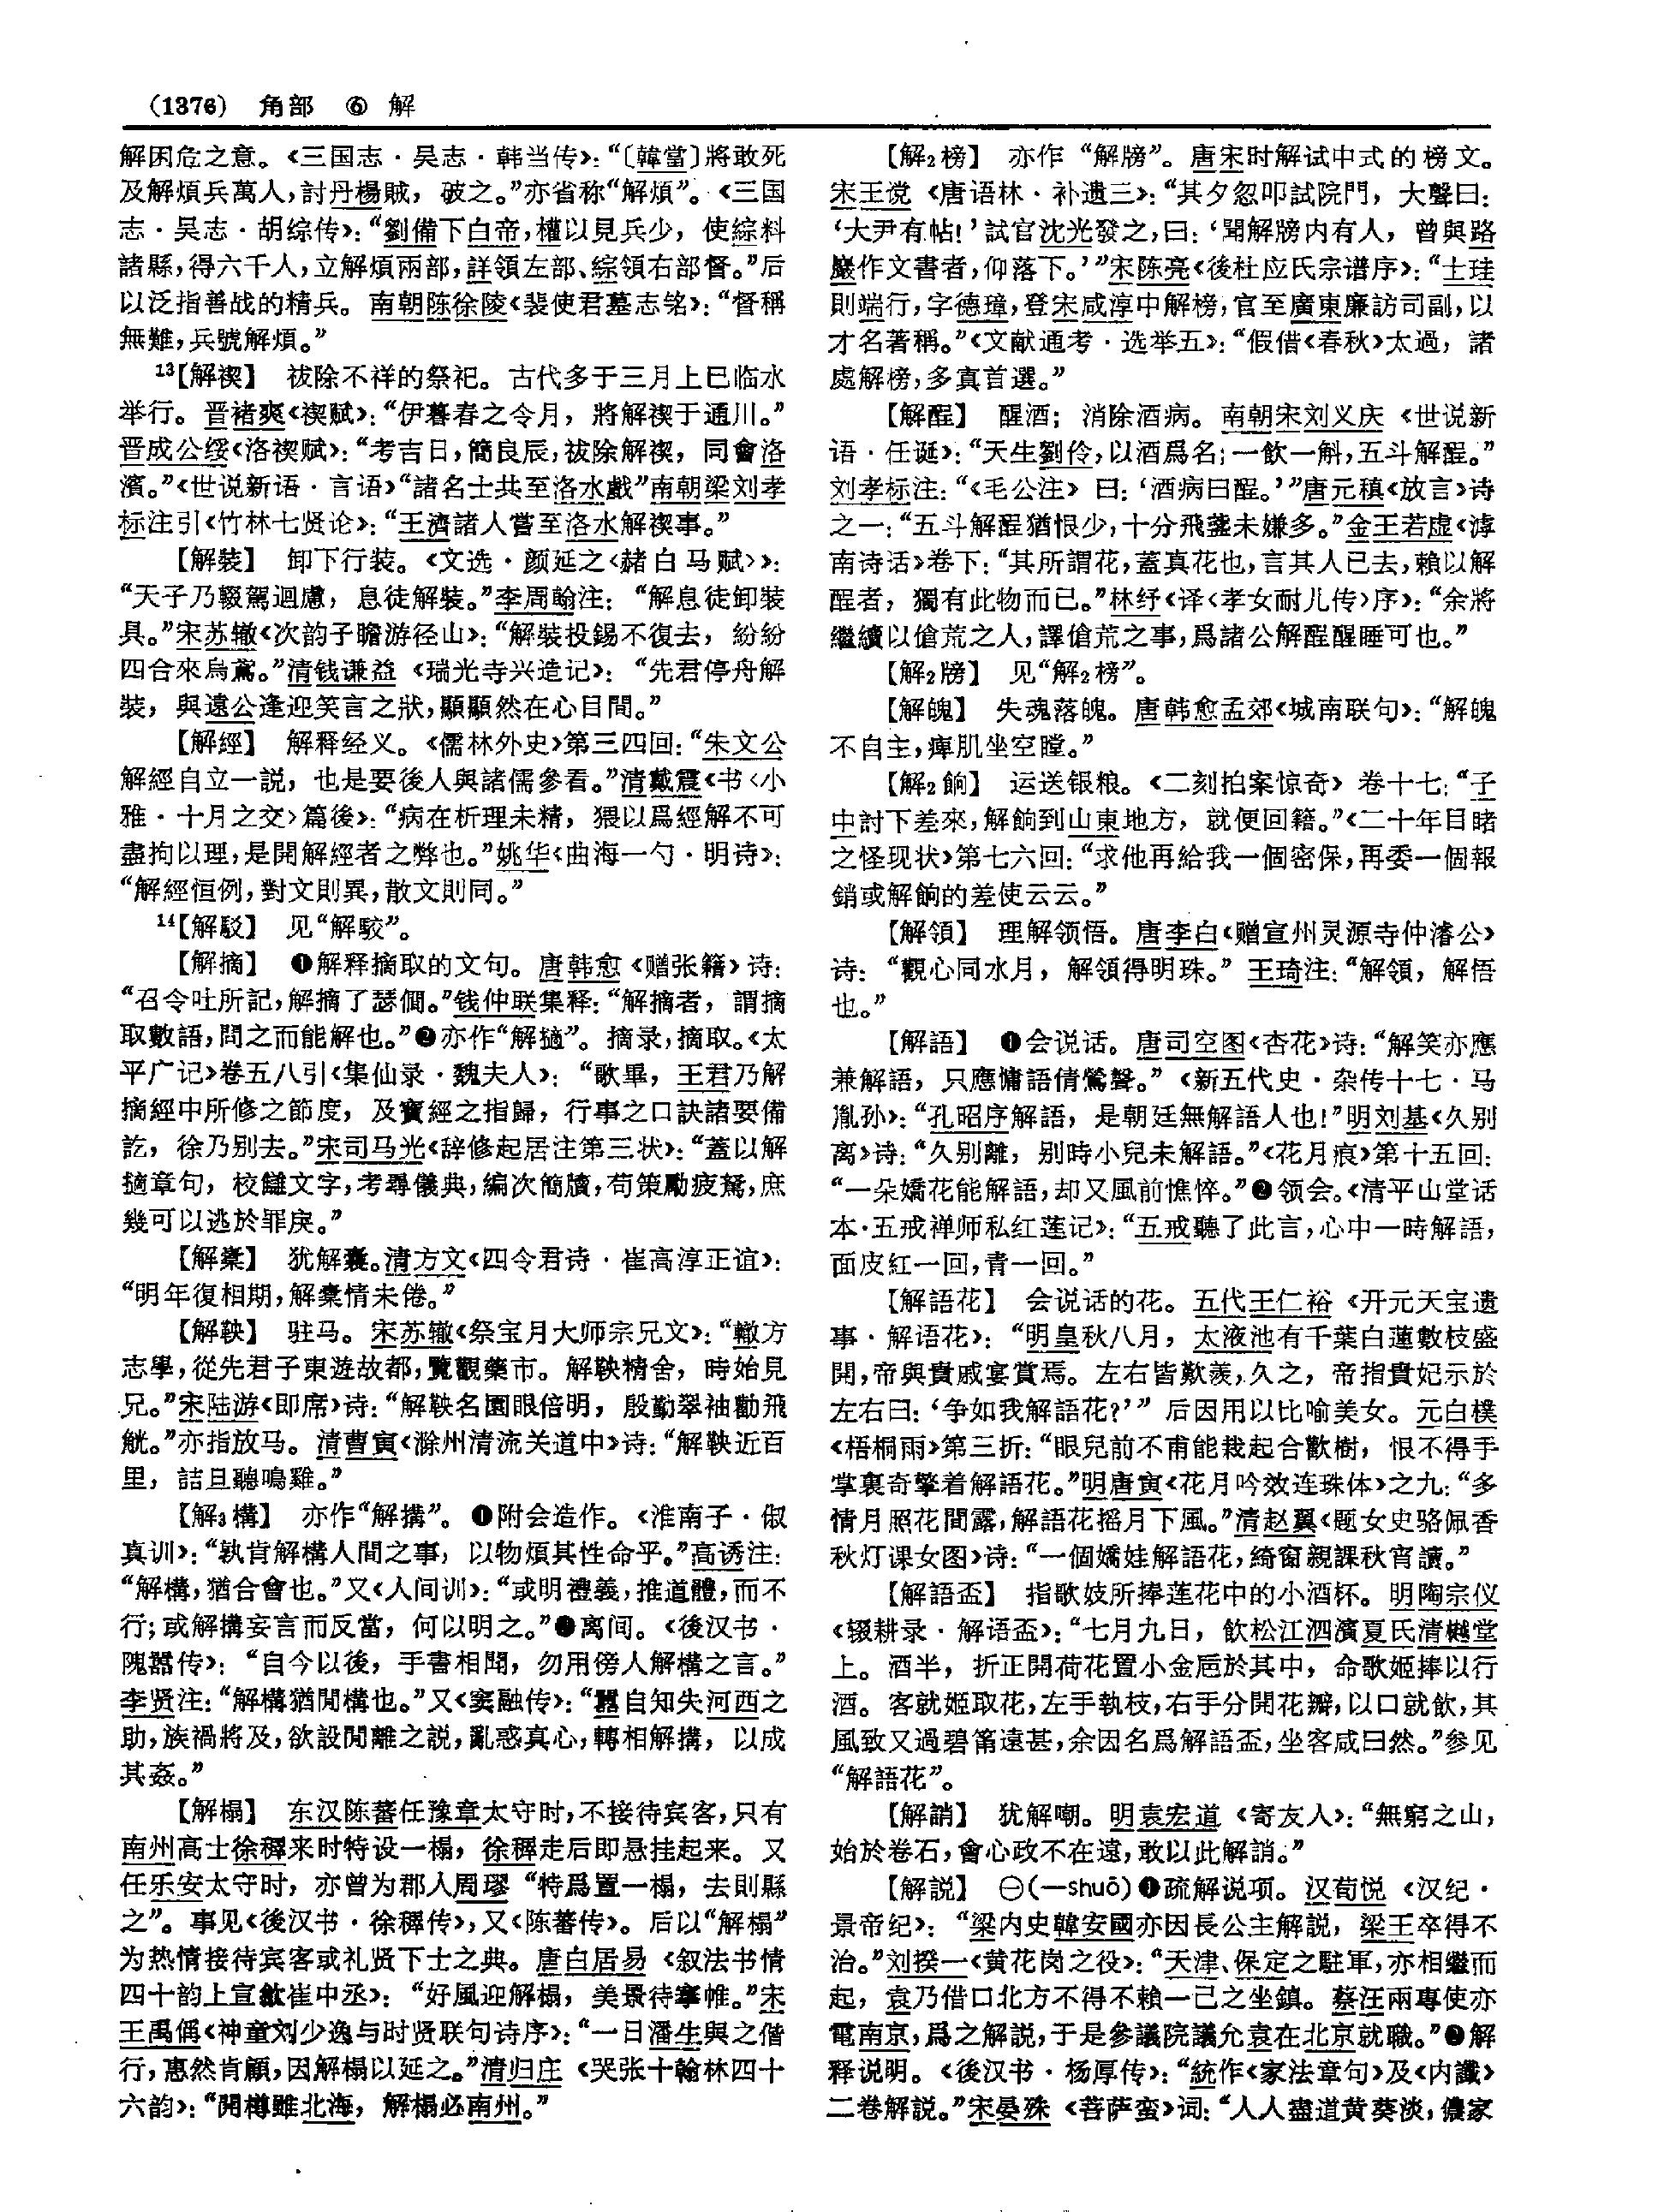 (1376) 角部 ⑥ 解
解困危之意。《三国志·吴志·韩当传》:“〔韓當〕將敢死
及解煩兵萬人,討丹楊賊,破之。”亦省称“解煩”。《三国
志·吴志·胡综传》:“劉備下白帝,權以見兵少,使綜料
諸縣,得六千人,立解煩兩部,詳領左部、綜領右部督。”后
以泛指善战的精兵。南朝陈徐陵《裴使君墓志铭》:“督稱
無難,兵號解煩。”
13【解禊】 祓除不祥的祭祀。古代多于三月上巳临水
举行。晋褚爽《禊赋》:“伊暮春之令月,將解禊于通川。”
晋成公绥《洛禊赋》:“考吉日,簡良辰,祓除解禊,同會洛
濱。”《世说新语·言语》“諸名士共至洛水戲”南朝梁刘孝
标注引《竹林七贤论》:“王濟諸人嘗至洛水解禊事。”
【解裝】 卸下行装。《文选·颜延之〈赭白马赋〉》:
“天子乃輟駕迴慮,息徒解裝。”李周翰注:“解息徒卸裝
具。”宋苏辙《次韵子瞻游径山》:“解裝投錫不復去,紛紛
四合來烏鳶。”清钱谦益《瑞光寺兴造记》:“先君停舟解
裝,與遠公逢迎笑言之狀,顯顯然在心目間。”
【解經】 解释经义。《儒林外史》第三四回:“朱文公
解經自立一説,也是要後人與諸儒參看。”清戴震《书〈小
雅·十月之交〉篇後》:“病在析理未精,猥以爲經解不可
盡拘以理,是開解經者之弊也。”姚华《曲海一勺·明诗》:
“解經恒例,對文則異,散文則同。”
14【解駁】 见“解駮”。
【解摘】 ❶解释摘取的文句。唐韩愈《赠张籍》诗:
“召令吐所記,解摘了瑟僩。”钱仲联集释:“解摘者,謂摘
取數語,問之而能解也。”❷亦作“解擿”。摘录,摘取。《太
平广记》卷五八引《集仙录·魏夫人》:“歌畢,王君乃解
摘經中所修之節度,及寶經之指歸,行事之口訣諸要備
訖,徐乃别去。”宋司马光《辞修起居注第三状》:“蓋以解
擿章句,校讎文字,考尋儀典,編次簡牘,苟策勵疲駑,庶
幾可以逃於罪戾。”
【解橐】 犹解囊。清方文《四令君诗·崔高淳正谊》:
“明年復相期,解橐情未倦。”
【解鞅】 驻马。宋苏辙《祭宝月大师宗兄文》:“轍方
志學,從先君子東遊故都,覽觀藥市。解鞅精舍,時始見
兄。”宋陆游《即席》诗:“解鞅名園眼倍明,殷勤翠袖勸飛
觥。”亦指放马。清曹寅《滁州清流关道中》诗:“解鞅近百
里,詰旦聽鳴雞。”
【解3構】 亦作“解搆”。❶附会造作。《淮南子·俶
真训》:“孰肯解構人間之事,以物煩其性命乎。”高诱注:
“解構,猶合會也。”又《人间训》:“或明禮義,推道體,而不
行;或解搆妄言而反當,何以明之。”❷离间。《後汉书·
隗嚣传》:“自今以後,手書相聞,勿用傍人解構之言。”
李贤注:“解構猶間構也。”又《窦融传》:“囂自知失河西之
助,族禍將及,欲設間離之説,亂惑真心,轉相解搆,以成
其姦。”
【解榻】 东汉陈蕃任豫章太守时,不接待宾客,只有
南州高士徐穉来时特设一榻,徐穉走后即悬挂起来。又
任乐安太守时,亦曾为郡人周璆“特爲置一榻,去則縣
之”。事见《後汉书·徐穉传》,又《陈蕃传》。后以“解榻”
为热情接待宾客或礼贤下士之典。唐白居易《叙法书情
四十韵上宣歙崔中丞》:“好風迎解榻,美景待搴帷。”宋
王禹偁《神童刘少逸与时贤联句诗序》:“一日潘生與之偕
行,惠然肯顧,因解榻以延之。”清归庄《哭张十翰林四十
六韵》:“開樽雖北海,解榻必南州。”
【解2榜】 亦作“解牓”。唐宋时解试中式的榜文。
宋王谠《唐语林·补遗三》:“其夕忽叩試院門,大聲曰:
‘大尹有帖!’試官沈光發之,曰:‘聞解牓内有人,曾與路
巖作文書者,仰落下。’”宋陈亮《後杜应氏宗谱序》:“士珪
則端行,字德璋,登宋咸淳中解榜,官至廣東廉訪司副,以
才名著稱。”《文献通考·选举五》:“假借《春秋》太過,諸
處解榜,多真首選。”
【解酲】 醒酒;消除酒病。南朝宋刘义庆《世说新
语·任诞》:“天生劉伶,以酒爲名;一飲一斛,五斗解酲。”
刘孝标注:“《毛公注》曰:‘酒病曰酲。’”唐元稹《放言》诗
之一:“五斗解酲猶恨少,十分飛盞未嫌多。”金王若虚《滹
南诗话》卷下:“其所謂花,蓋真花也,言其人已去,賴以解
酲者,獨有此物而已。”林纾《译〈孝女耐儿传〉序》:“余將
繼續以傖荒之人,譯傖荒之事,爲諸公解酲醒睡可也。”
【解2牓】 见“解2榜”。
【解魄】 失魂落魄。唐韩愈孟郊《城南联句》:“解魄
不自主,痺肌坐空瞠。”
【解2餉】 运送银粮。《二刻拍案惊奇》卷十七:“子
中討下差來,解餉到山東地方,就便回籍。”《二十年目睹
之怪现状》第七六回:“求他再給我一個密保,再委一個報
銷或解餉的差使云云。”
【解領】 理解领悟。唐李白《赠宣州灵源寺仲濬公》
诗:“觀心同水月,解領得明珠。”王琦注:“解領,解悟
也。”
【解語】 ❶会说话。唐司空图《杏花》诗:“解笑亦應
兼解語,只應慵語倩鶯聲。”《新五代史·杂传十七·马
胤孙》:“孔昭序解語,是朝廷無解語人也!”明刘基《久别
离》诗:“久别離,别時小兒未解語。”《花月痕》第十五回:
“一朵嬌花能解語,却又風前憔悴。”❷领会。《清平山堂话
本·五戒禅师私红莲记》:“五戒聽了此言,心中一時解語,
面皮紅一回,青一回。”
【解語花】 会说话的花。五代王仁裕《开元天宝遗
事·解语花》:“明皇秋八月,太液池有千葉白蓮數枝盛
開,帝與貴戚宴賞焉。左右皆歎羨,久之,帝指貴妃示於
左右曰:‘争如我解語花?’”后因用以比喻美女。元白樸
《梧桐雨》第三折:“眼兒前不甫能栽起合歡樹,恨不得手
掌裏奇擎着解語花。”明唐寅《花月吟效连珠体》之九:“多
情月照花間露,解語花摇月下風。”清赵翼《题女史骆佩香
秋灯课女图》诗:“一個嬌娃解語花,綺窗親課秋宵讀。”
【解語盃】 指歌妓所捧莲花中的小酒杯。明陶宗仪
《辍耕录·解语盃》:“七月九日,飲松江泗濱夏氏清樾堂
上。酒半,折正開荷花置小金卮於其中,命歌姬捧以行
酒。客就姬取花,左手執枝,右手分開花瓣,以口就飲,其
風致又過碧筩遠甚,余因名爲解語盃,坐客咸曰然。”参见
“解語花”。
【解誚】 犹解嘲。明袁宏道《寄友人》:“無窮之山,
始於卷石,會心政不在遠,敢以此解誚。”
【解説】 ㊀(—shuō)❶疏解说项。汉荀悦《汉纪·
景帝纪》:“梁内史韓安國亦因長公主解説,梁王卒得不
治。”刘揆一《黄花岗之役》:“天津、保定之駐軍,亦相繼而
起,袁乃借口北方不得不賴一己之坐鎮。蔡汪兩專使亦
電南京,爲之解説,于是參議院議允袁在北京就職。”❷解
释说明。《後汉书·杨厚传》:“統作《家法章句》及《内讖》
二卷解説。”宋晏殊《菩萨蛮》词:“人人盡道黄葵淡,儂家